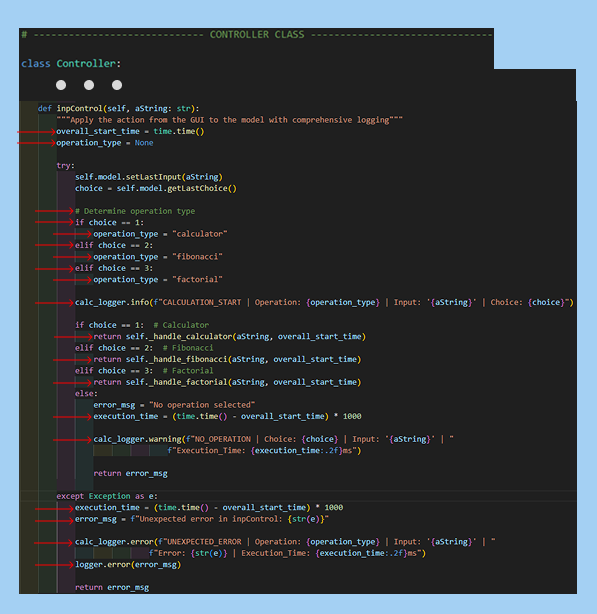 # ---------------------------- CONTROLLER CLASS ------------------------------
class Controller:
def inpControl(self, aString: str):
"""Apply the action from the GUI to the model with comprehensive logging"""
overall_start_time = time.time()
operation_type = None
try:
self.model.setLastInput(aString)
choice = self.model.getLastChoice()
# Determine operation type
if choice == 1:
operation_type = "calculator"
elif choice == 2:
operation_type = "fibonacci"
elif choice == 3:
operation_type = "factorial"
calc_logger.info(f"CALCULATION_START | Operation: {operation_type} | Input: '{aString}' | Choice: {choice}")
if choice == 1:  # Calculator
return self._handle_calculator(aString, overall_start_time)
elif choice == 2:  # Fibonacci
return self._handle_fibonacci(aString, overall_start_time)
elif choice == 3:  # Factorial
return self._handle_factorial(aString, overall_start_time)
else:
error_msg = "No operation selected"
execution_time = (time.time() - overall_start_time) * 1000
calc_logger.warning(f"NO_OPERATION | Choice: {choice} | Input: '{aString}' | "
f"Execution_Time: {execution_time:.2f}ms")
return error_msg
except Exception as e:
execution_time = (time.time() - overall_start_time) * 1000
error_msg = f"Unexpected error in inpControl: {str(e)}"
calc_logger.error(f"UNEXPECTED_ERROR | Operation: {operation_type} | Input: '{aString}' | "
f"Error: {str(e)} | Execution_Time: {execution_time:.2f}ms")
logger.error(error_msg)
return error_msg